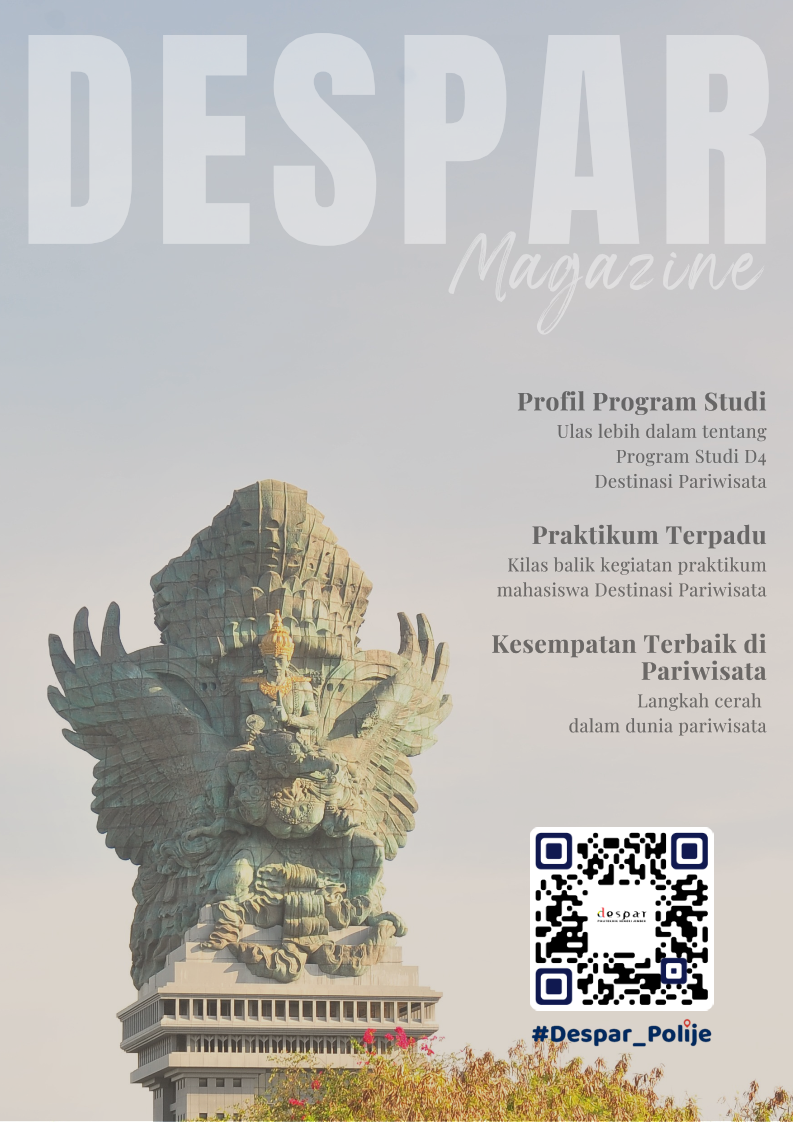 DESPAR
Magazine
Profil Program Studi
Ulas lebih dalam tentang
Program Studi D4
Destinasi Pariwisata
Praktikum Terpadu
Kilas balik kegiatan praktikum
mahasiswa Destinasi Pariwisata
Kesempatan Terbaik di
Pariwisata
Langkah cerah
dalam dunia pariwisata
despar
#Despar_Polije